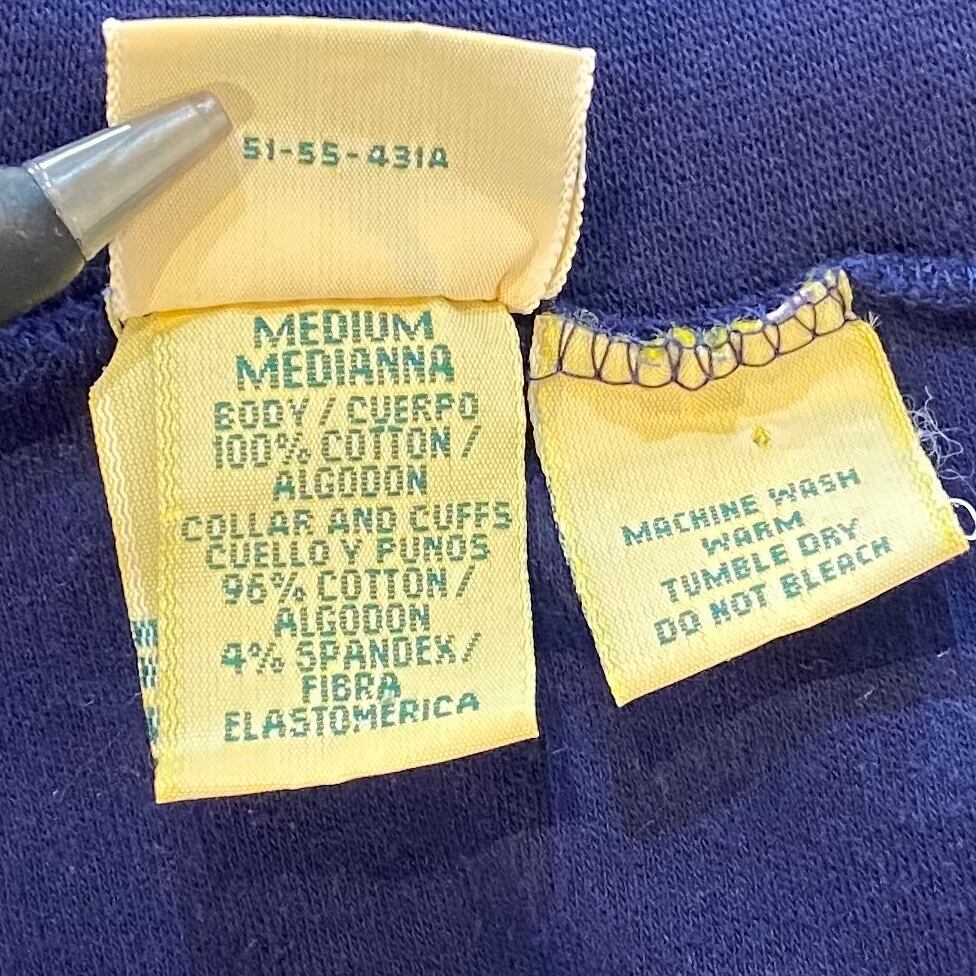 51-55-431A
MEDIUM
MEDIANNA
BODY / CUERPO
100% COTTON /
ALGODON
COLLAR AND CUFFS
CUELLO Y PUNOS
96% COTTON /
ALGODON
4% SPANDEX /
FIBRA
ELASTOMERICA
MACHINE WASH
WARM
TUMBLE DRY
DO NOT BLEACH